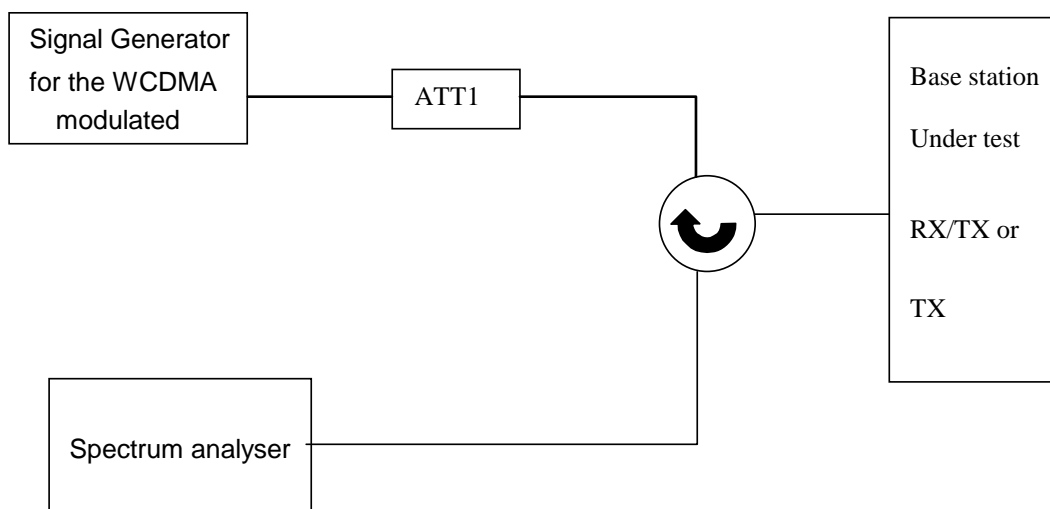 Signal Generator
for the WCDMA
modulated
ATT1
Base station
Under test
RX/TX or
TX
Spectrum analyser